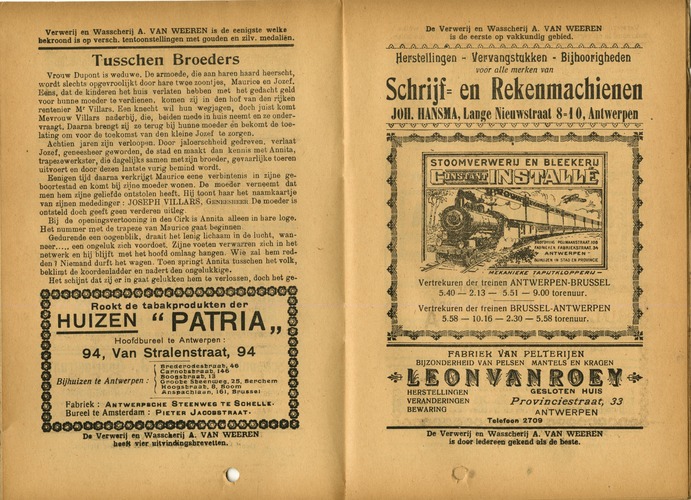 Verwerij en Wasscherij A. VAN WEEREN is de eenigste welke
bekroond is op versch. tentoonstellingen met gouden en zilv. medaliën.
Tusschen Broeders
Vrouw Dupont is weduwe. De armoede, die aan haren haard heerscht,
wordt slechts opgevroolijkt door hare twee zoontjes, Maurice en Jozef.
Eens, dat de kinderen het huis verlaten hebben met het gedacht geld
voor hunne moeder te verdienen, komen zij in den hof van den rijken
rentenier Mr Villars. Een knecht wil hun wegjagen, doch juist komt
Mevrouw Villars naderbij, die, beiden mede in huis neemt en ze onder-
vraagt. Daarna brengt zij ze terug bij hunne moeder en bekomt de toe-
lating om voor de toekomst van den kleine Jozef te zorgen.
Achtien jaren zijn verloopen. Door jaloerschheid gedreven, verlaat
Jozef, geneesheer geworden, de stad en maakt dan kennis met Annita,
trapezewerkster, die dagelijks samen met zijn broeder, gevaarlijke toeren
uitvoert en door dezen laatste vurig bemind wordt.
Eenigen tijd daarna verkrijgt Maurice eene verbintenis in zijne ge-
boortestad en komt bij zijne moeder wonen. De moeder verneemt dat
men hem zijne geliefde ontstolen heeft. Hij toont haar het naamkaartje
van zijnen mededinger : JOSEPH VILLARS, GENEESHEER De moeder is
ontsteld doch geeft geen verderen uitleg
Bij de openingsvertooning in den Cirk is Annita alleen in hare loge.
Het nummer met de trapeze van Maurice gaat beginnen
Gedurende een oogenblik, draait het lenig lichaam in de lucht, wan-
neer..... een ongeluk zich voordoet. Zijne voeten verwarren zich in het
netwerk en hij blijft met het hoofd omlaag hangen. Wie zal hem red-
den ? Niemand durft het wagen. Toen springt Annita tusschen het volk,
beklimt de koordenladder en nadert den ongelukkige.
Het schijnt dat zij er in gaat gelukken hem te verlossen, doch het ge-
Rookt de tabakprodukten der
HUIZEN “ PATRIA „
Hoofdbureel te Antwerpen :
94, Van Stralenstraat, 94
Bijhuizen te Antwerpen :
Brederodestraat, 46
Carnotstraat, 146
Boogstraat, 13
Groote Steenweg, 25, Berchem
Hoogstraat, 8, Boom
Anspachlaan, 161, Brussel
Fabriek : ANTWERPSCHE STEENWEG TE SCHELLE.
Bureel te Amsterdam : PIETER JACOBSTRAAT.
De Verwerij en Wasscherij A. VAN WEEREN
heeft vier uitvindingsbrevetten.
De Verwerij en Wasscherij A. VAN WEEREN
is de eerste op vakkundig gebied.
Herstellingen - Vervangstukken - Bijhoorigheden
voor alle merken van
Schrijf= en Rekenmachienen
JOH. HANSMA, Lange Nieuwstraat 8-10, Antwerpen
STOOMVERWERIJ EN BLEEKERIJ
CONSTANT INSTALLÉ
ANTWERPEN
MEKANIEKE TAPIJTKLOPPERIJ
Vertrekuren der treinen ANTWERPEN-BRUSSEL
5.40 — 2.13 — 5.51 — 9.00 torenuur.
Vertrekuren der treinen BRUSSEL-ANTWERPEN
5.58 — 10.16 — 2.30 — 5.58 torenuur.
FABRIEK VAN PELTERIJEN
BIJZONDERHEID VAN PELSEN MANTELS EN KRAGEN
LEON VAN ROEY
HERSTELLINGEN GESLOTEN HUIS
VERANDERINGEN Provinciestraat, 33
BEWARING ANTWERPEN
Telefoen 2709
De Verwerij en Wasscherij A. VAN WEEREN
is door iedereen gekend als de beste.